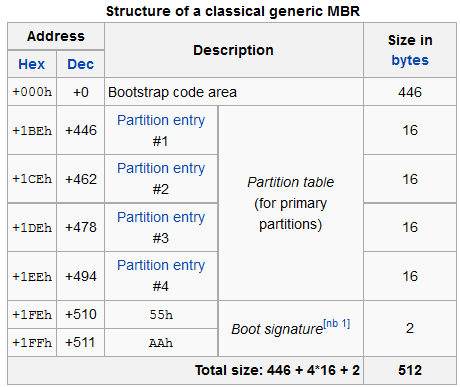 Structure of a classical generic MBR
Address Description Size in bytes
Hex Dec
+000h +0 Bootstrap code area 446
+1BEh +446 Partition entry #1 Partition table (for primary partitions) 16
+1CEh +462 Partition entry #2 16
+1DEh +478 Partition entry #3 16
+1EEh +494 Partition entry #4 16
+1FEh +510 55h Boot signature[nb 1] 2
+1FFh +511 AAh
Total size: 446 + 4*16 + 2 512